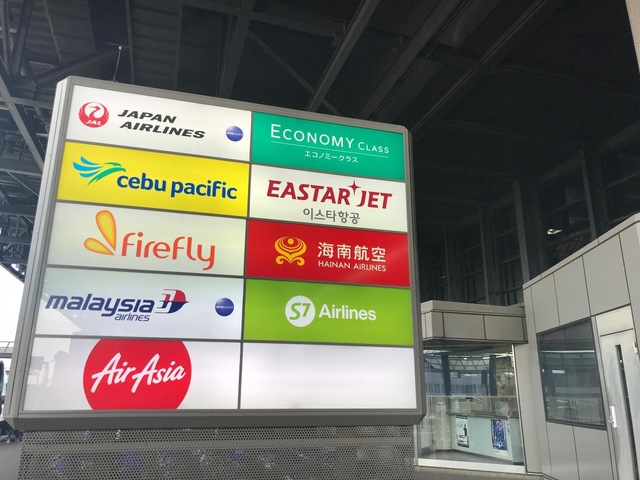 JAPAN
AIRLINES
JAL
ECONOMY CLASS
エコノミークラス
cebu pacific
EASTAR JET
이스타항공
firefly
海南航空
HAINAN AIRLINES
malaysia
airlines
S7 Airlines
AirAsia